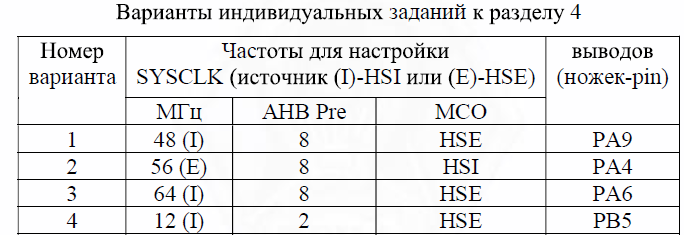 Варианты индивидуальных заданий к разделу 4
Номер варианта Частоты для настройки SYSCLK (источник (I)-HSI или (E)-HSE) выводов (ножек-pin)
МГц AHB Pre MCO
1 48 (I) 8 HSE PA9
2 56 (E) 8 HSI PA4
3 64 (I) 8 HSE PA6
4 12 (I) 2 HSE PB5